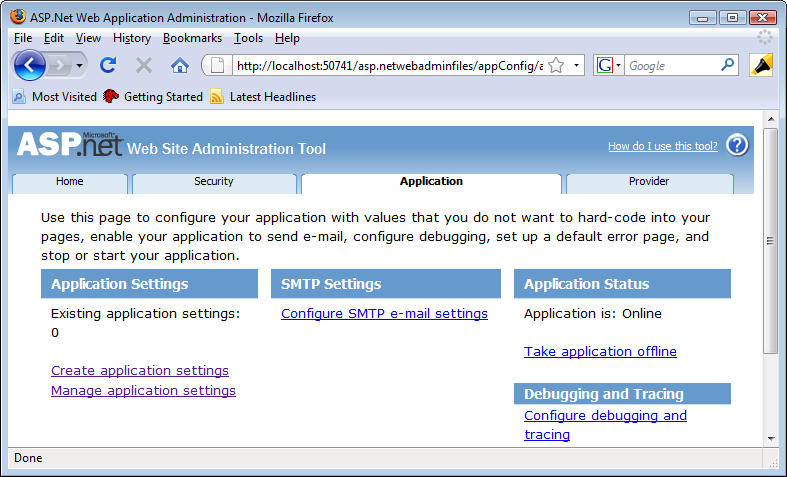 ASP.Net Web Application Administration - Mozilla Firefox
File Edit View History Bookmarks Tools Help
http://localhost:50741/asp.netwebadminfiles/appConfig/a
Google
Most Visited Getting Started Latest Headlines
Microsoft
ASP.net Web Site Administration Tool
How do I use this tool? ?
Home Security Application Provider
Use this page to configure your application with values that you do not want to hard-code into your
pages, enable your application to send e-mail, configure debugging, set up a default error page, and
stop or start your application.
Application Settings SMTP Settings Application Status
Existing application settings: Configure SMTP e-mail settings Application is: Online
0
Take application offline
Create application settings
Manage application settings
Debugging and Tracing
Configure debugging and
tracing
Done